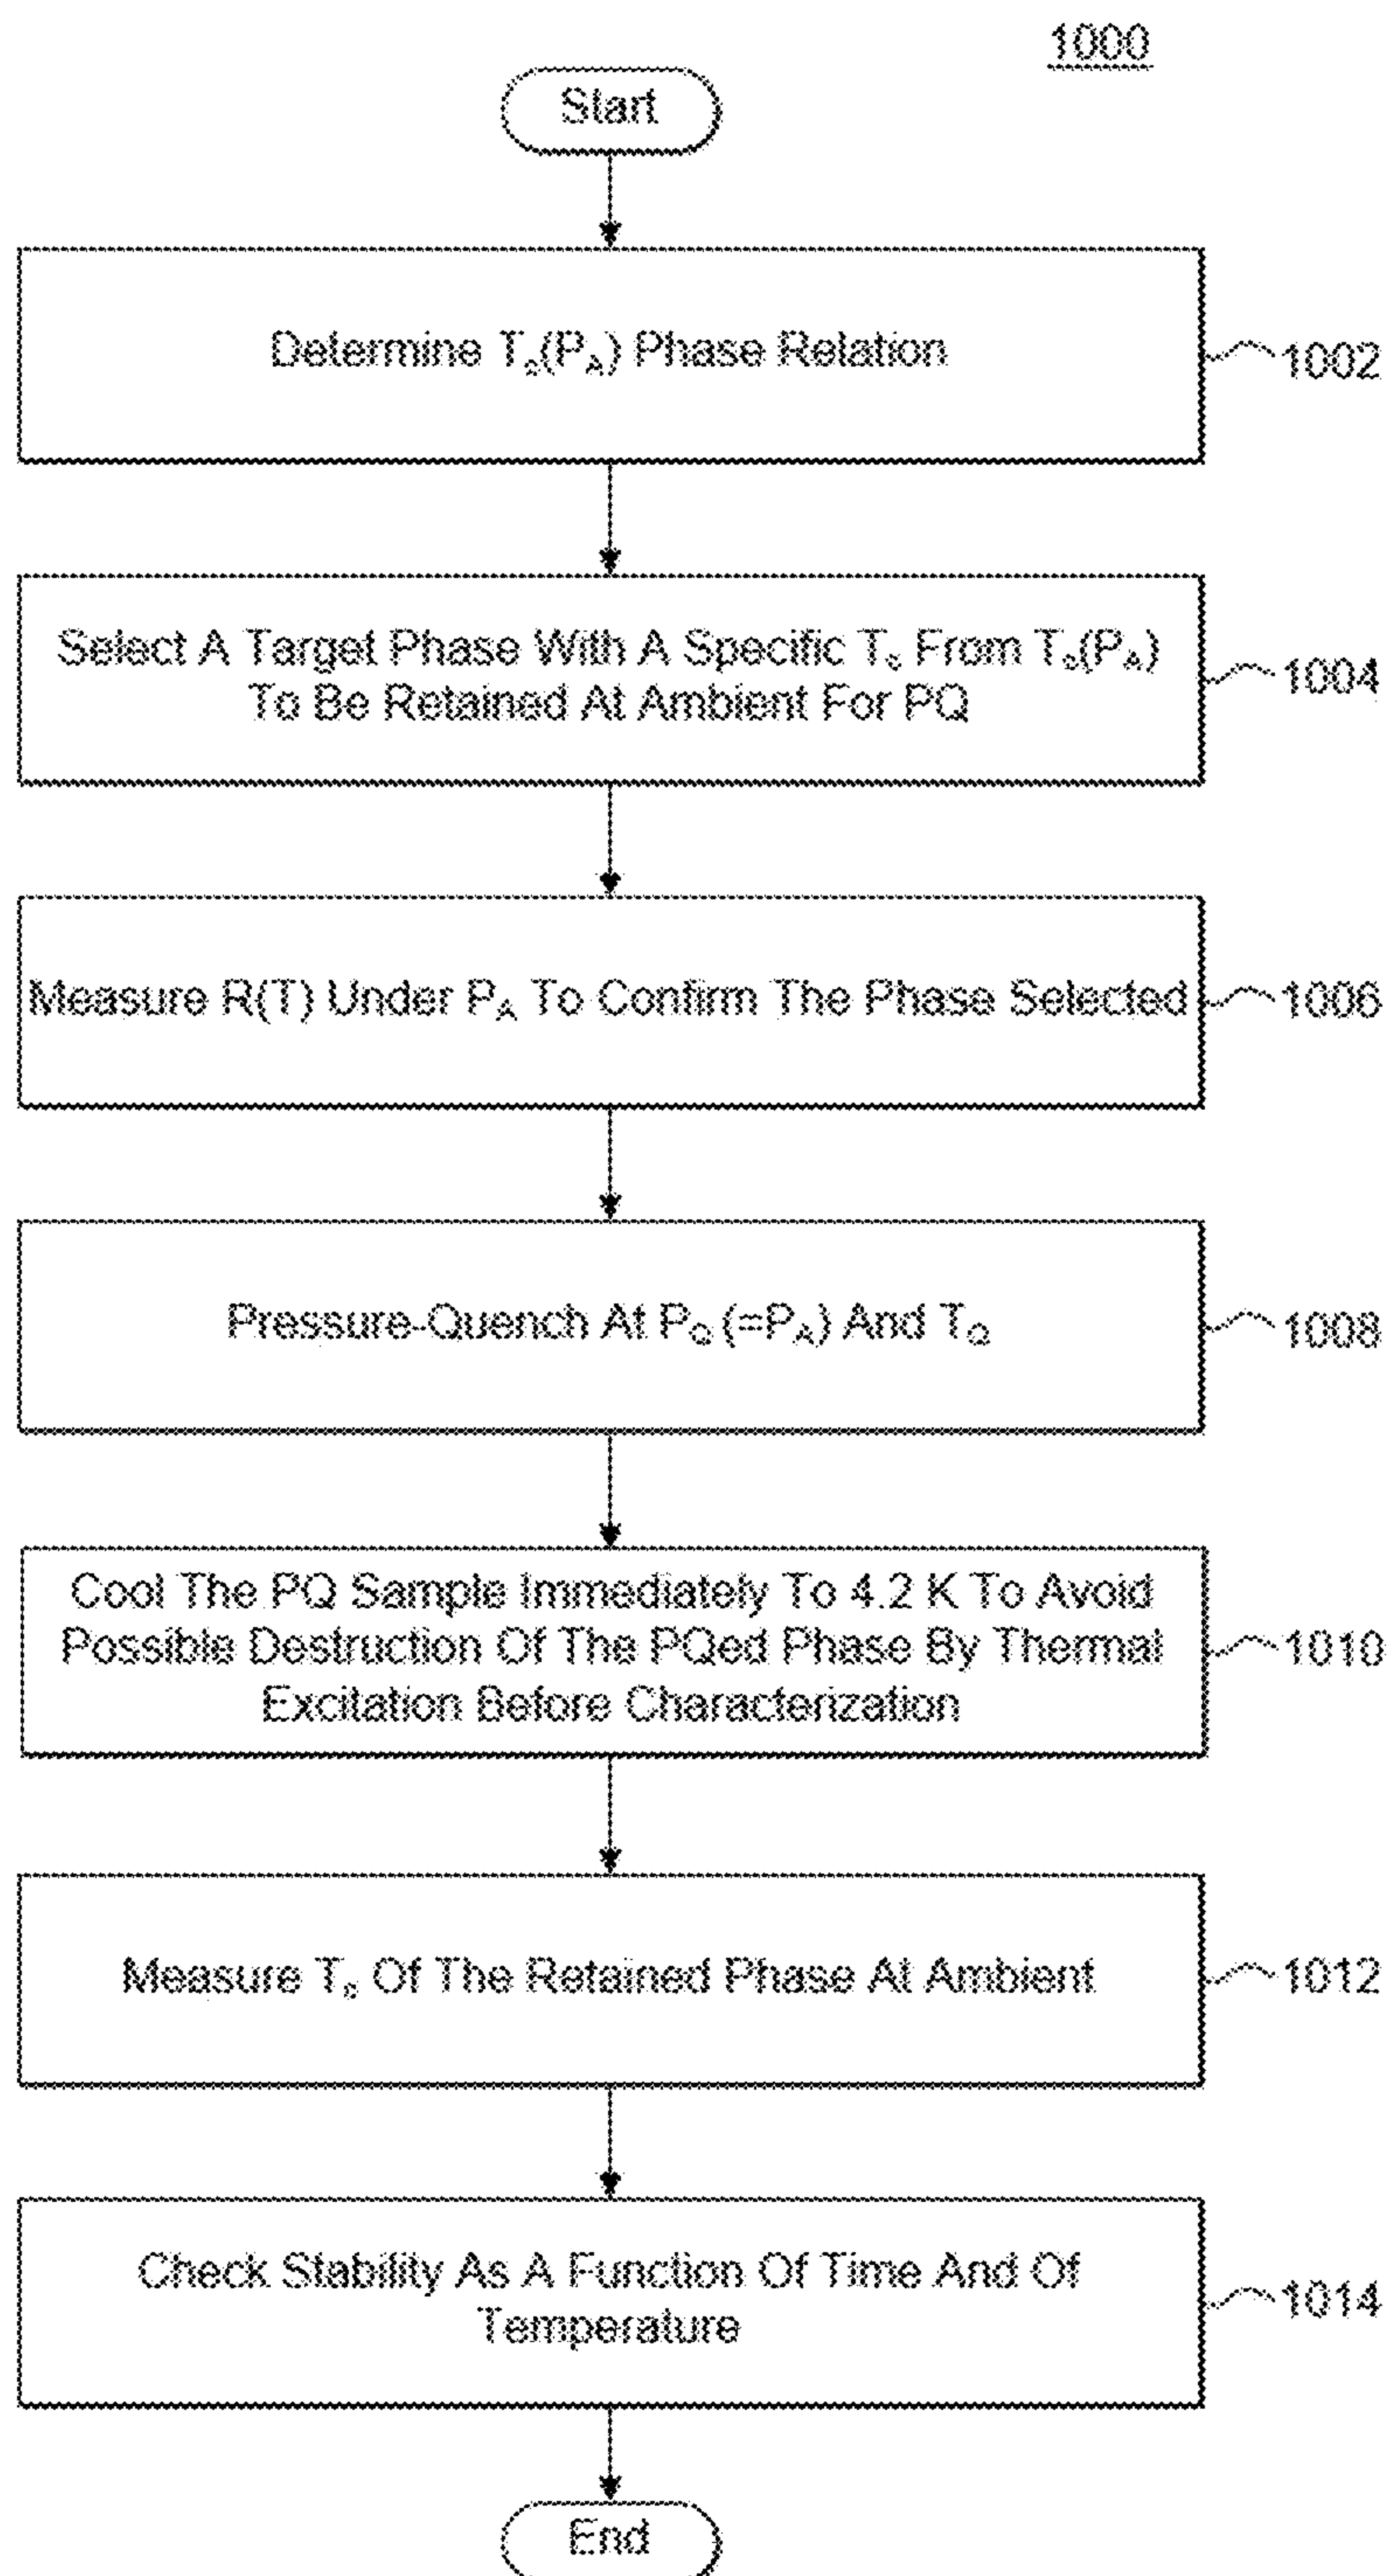 1000
Start
Determine Tc(PA) Phase Relation
1002
Select A Target Phase With A Specific Tc From Tc(PA)
To Be Retained At Ambient For PQ
1004
Measure R(T) Under PA To Confirm The Phase Selected
1006
Pressure-Quench At PQ (=PA) And TQ
1008
Cool The PQ Sample Immediately To 4.2 K To Avoid
Possible Destruction Of The PQed Phase By Thermal
Excitation Before Characterization
1010
Measure Tc Of The Retained Phase At Ambient
1012
Check Stability As A Function Of Time And Of
Temperature
1014
End